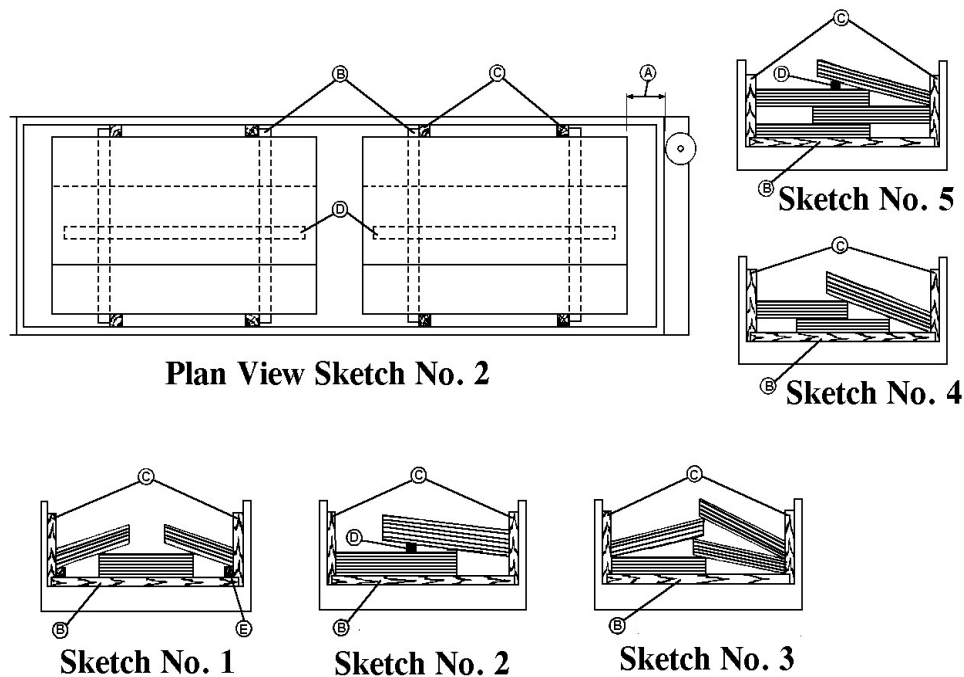 C
D
B
Sketch No. 5
B
C
A
D
Plan View Sketch No. 2
C
B
Sketch No. 4
C
B
E
Sketch No. 1
C
D
B
Sketch No. 2
C
B
Sketch No. 3